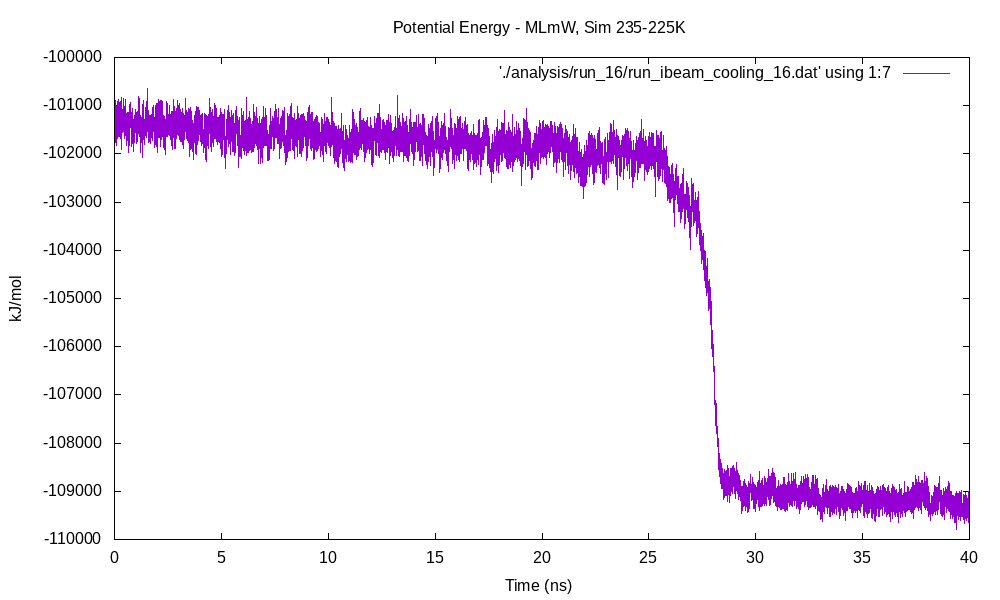 Potential Energy - MLmW, Sim 235-225K
'./analysis/run_16/run_ibeam_cooling_16.dat' using 1:7
-100000
-101000
-102000
-103000
-104000
-105000
-106000
-107000
-108000
-109000
-110000
kJ/mol
0 5 10 15 20 25 30 35 40
Time (ns)